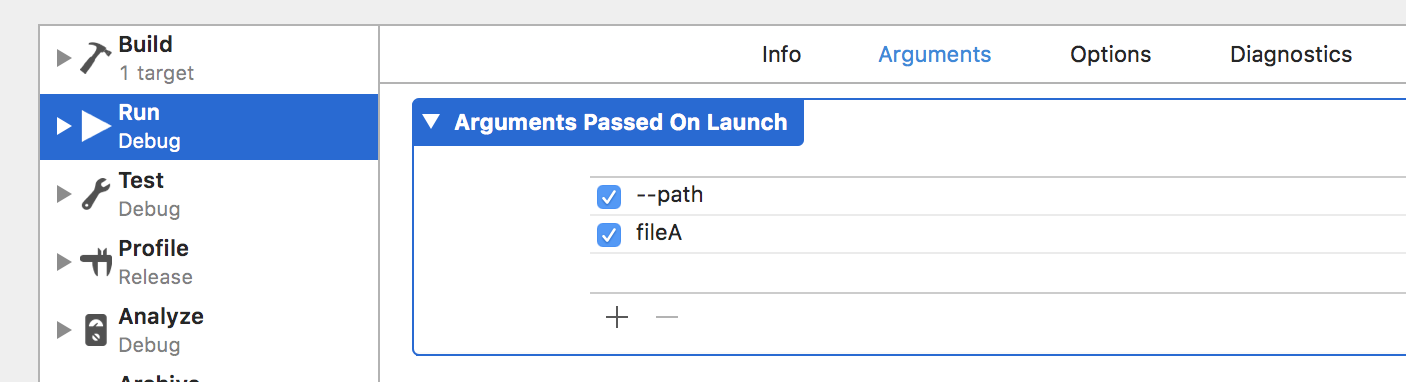 Build
1 target
Run
Debug
Test
Debug
Profile
Release
Analyze
Debug
Archive
Info
Arguments
Options
Diagnostics
Arguments Passed On Launch
--path
fileA